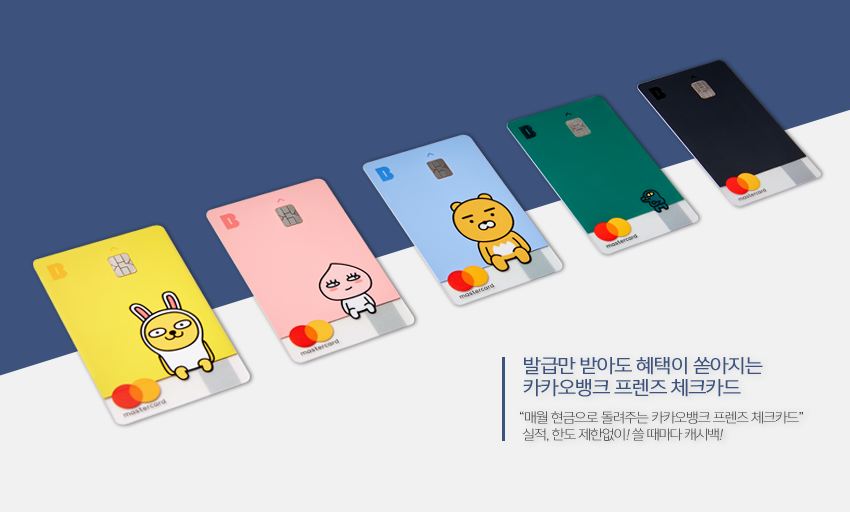 B
mastercard
B
mastercard
B
mastercard
B
mastercard
B
mastercard
발급만 받아도 혜택이 쏟아지는
카카오뱅크 프렌즈 체크카드
“매월 현금으로 돌려주는 카카오뱅크 프렌즈 체크카드”
실적, 한도 제한없이! 쓸 때마다 캐시백!